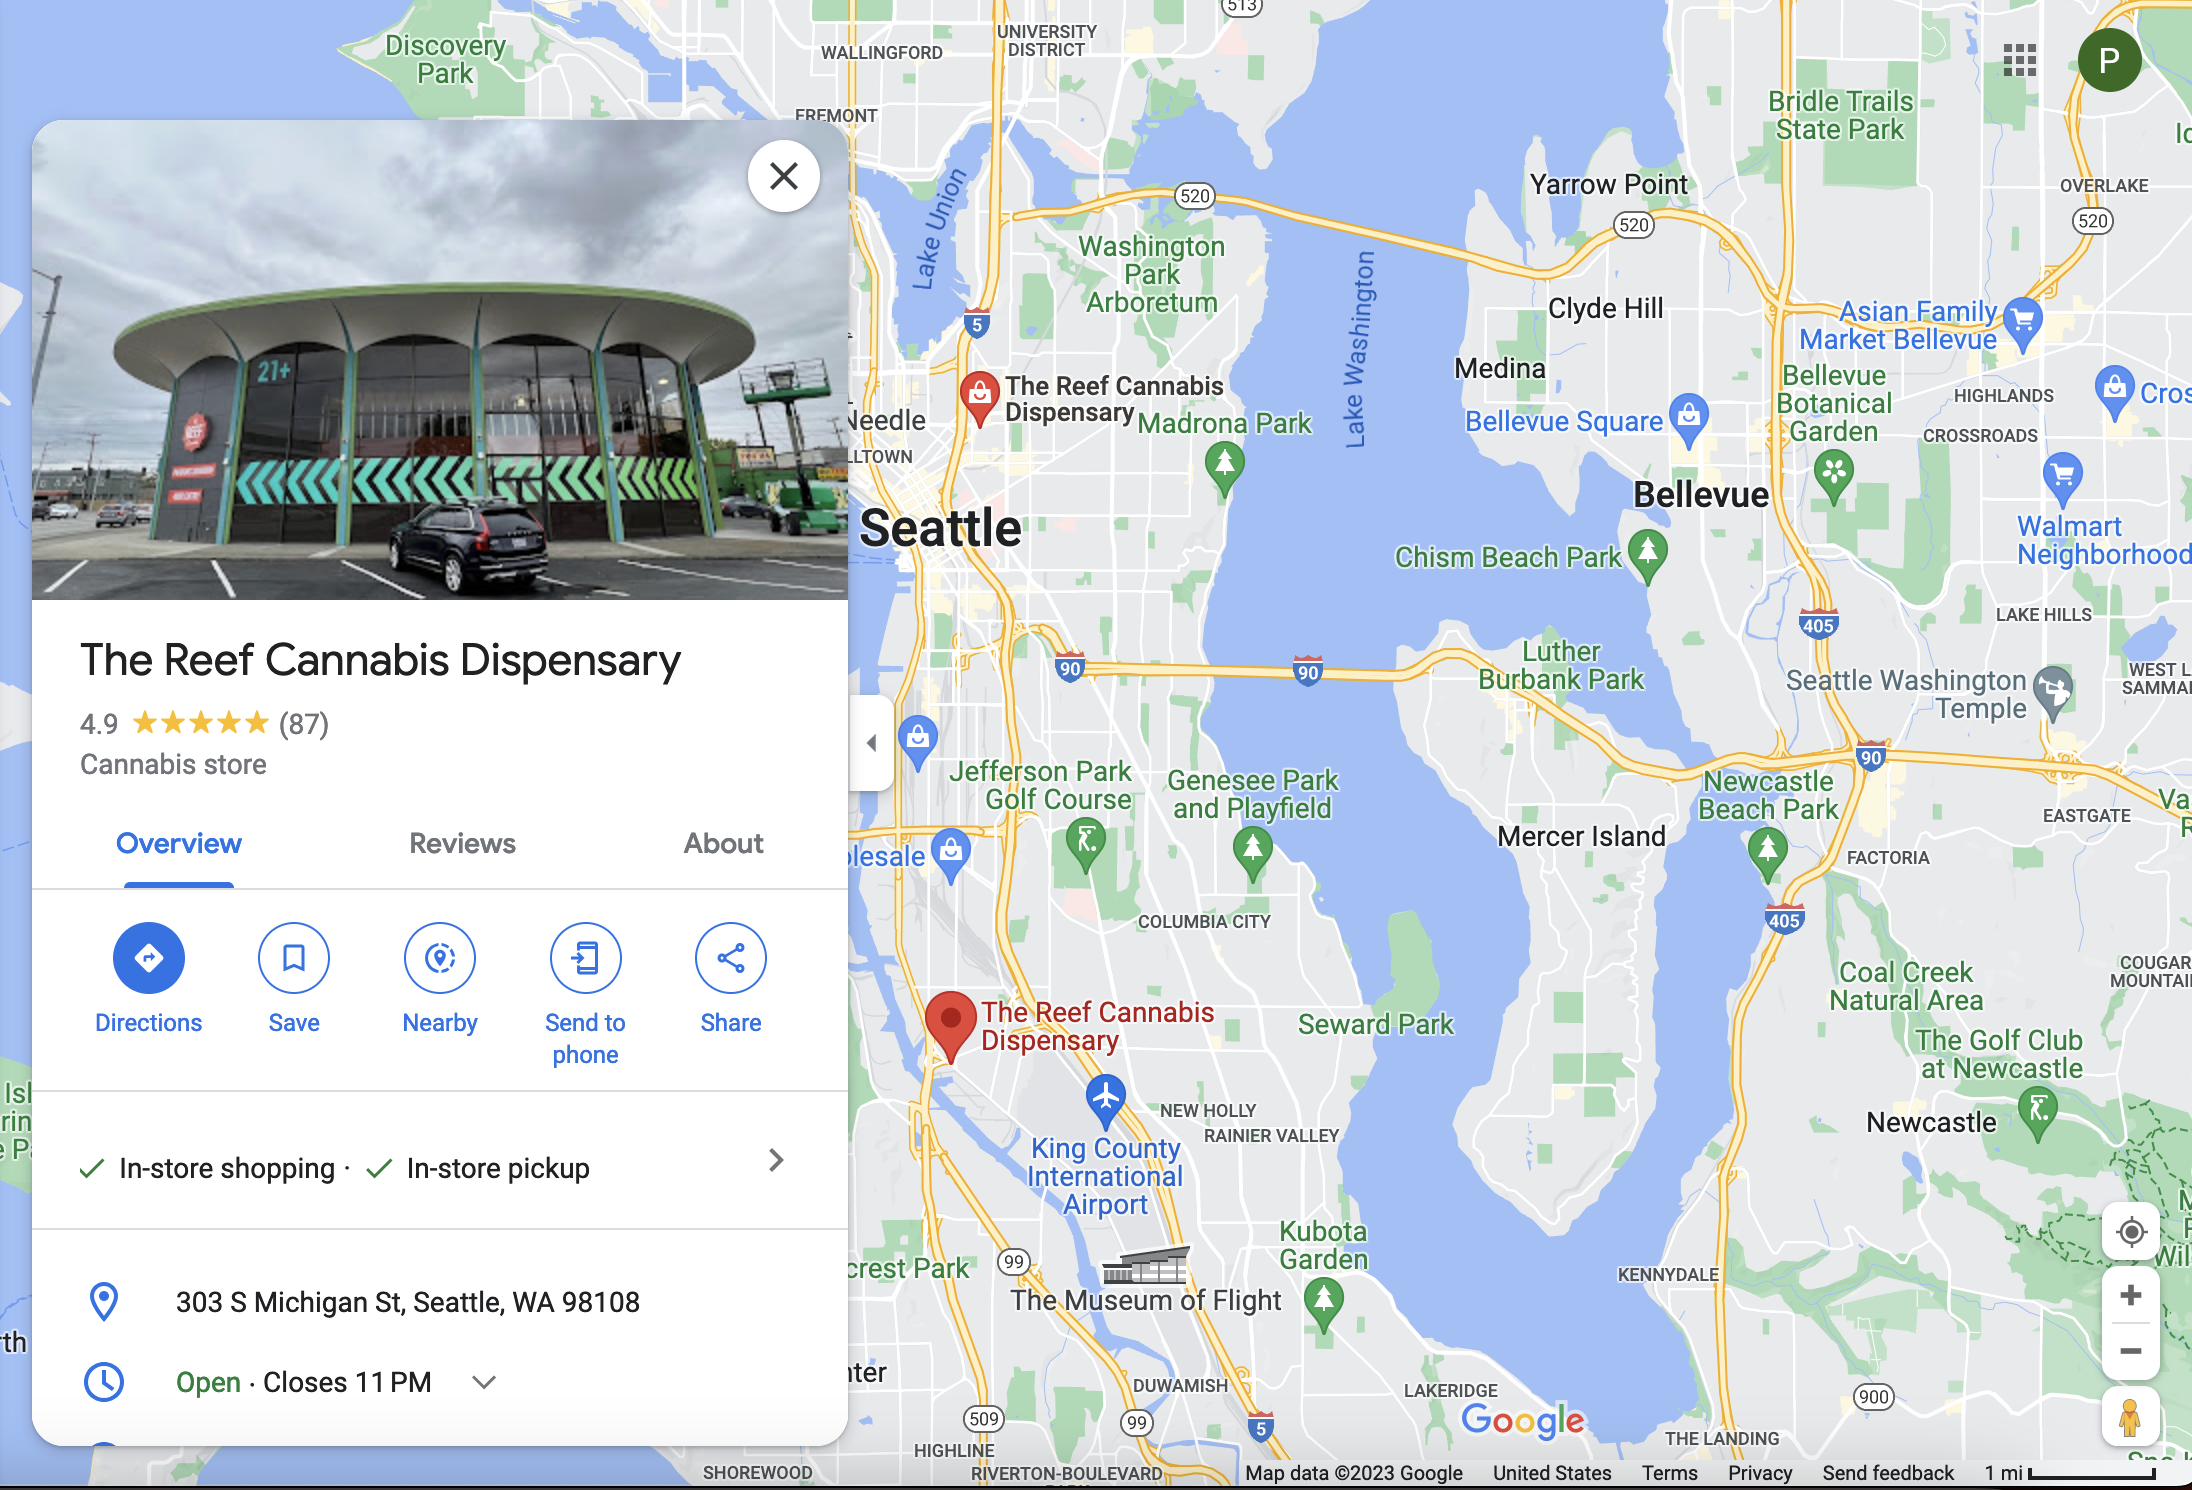 21+
The Reef Cannabis Dispensary
4.9 (87)
Cannabis store
Overview
Reviews
About
Directions
Save
Nearby
Send to
phone
Share
In-store shopping ·
In-store pickup
303 S Michigan St, Seattle, WA 98108
Open · Closes 11 PM
Discovery
Park
WALLINGFORD
UNIVERSITY
DISTRICT
513
FREMONT
P
Bridle Trails
State Park
OVERLAKE
520
Lake Union
520
Yarrow Point
520
Washington
Park
Arboretum
Lake Washington
5
Clyde Hill
Asian Family
Market Bellevue
Medina
The Reef Cannabis
Dispensary
Madrona Park
Needle
LLTOWN
Bellevue
Botanical
Garden
HIGHLANDS
Cros
CROSSROADS
Bellevue Square
Bellevue
Seattle
Walmart
Neighborhood
Chism Beach Park
405
LAKE HILLS
Luther
Burbank Park
90
90
Seattle Washington
Temple
WEST L
SAMMA
90
Jefferson Park
Golf Course
Genesee Park
and Playfield
Newcastle
Beach Park
Va
EASTGATE
Mercer Island
FACTORIA
olesale
COLUMBIA CITY
405
Coal Creek
Natural Area
COUGAR
MOUNTAI
The Reef Cannabis
Dispensary
Seward Park
The Golf Club
at Newcastle
Newcastle
NEW HOLLY
RAINIER VALLEY
King County
International
Airport
Kubota
Garden
crest Park
99
The Museum of Flight
KENNYDALE
Wil
Isl
rin
e P
th
nter
DUWAMISH
LAKERIDGE
900
509
99
5
Google
HIGHLINE
THE LANDING
SHOREWOOD
RIVERTON-BOULEVARD
Map data ©2023 Google
United States
Terms
Privacy
Send feedback
1 mi